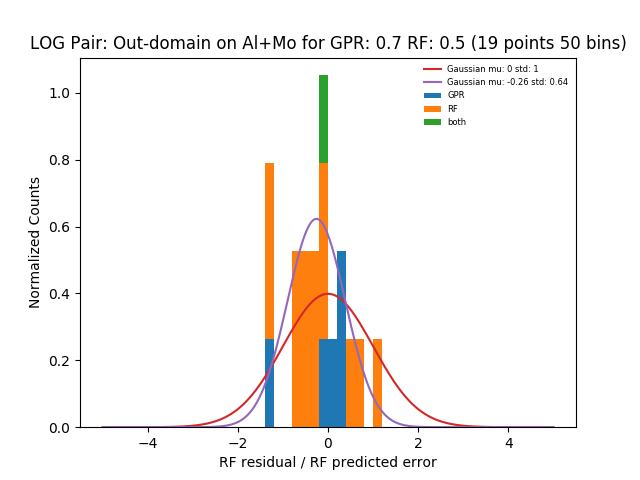 LOG Pair: Out-domain on Al+Mo for GPR: 0.7 RF: 0.5 (19 points 50 bins)
Gaussian mu: 0 std: 1
Gaussian mu: -0.26 std: 0.64
GPR
RF
both
Normalized Counts
1.0
0.8
0.6
0.4
0.2
0.0
−4
−2
0
2
4
RF residual / RF predicted error